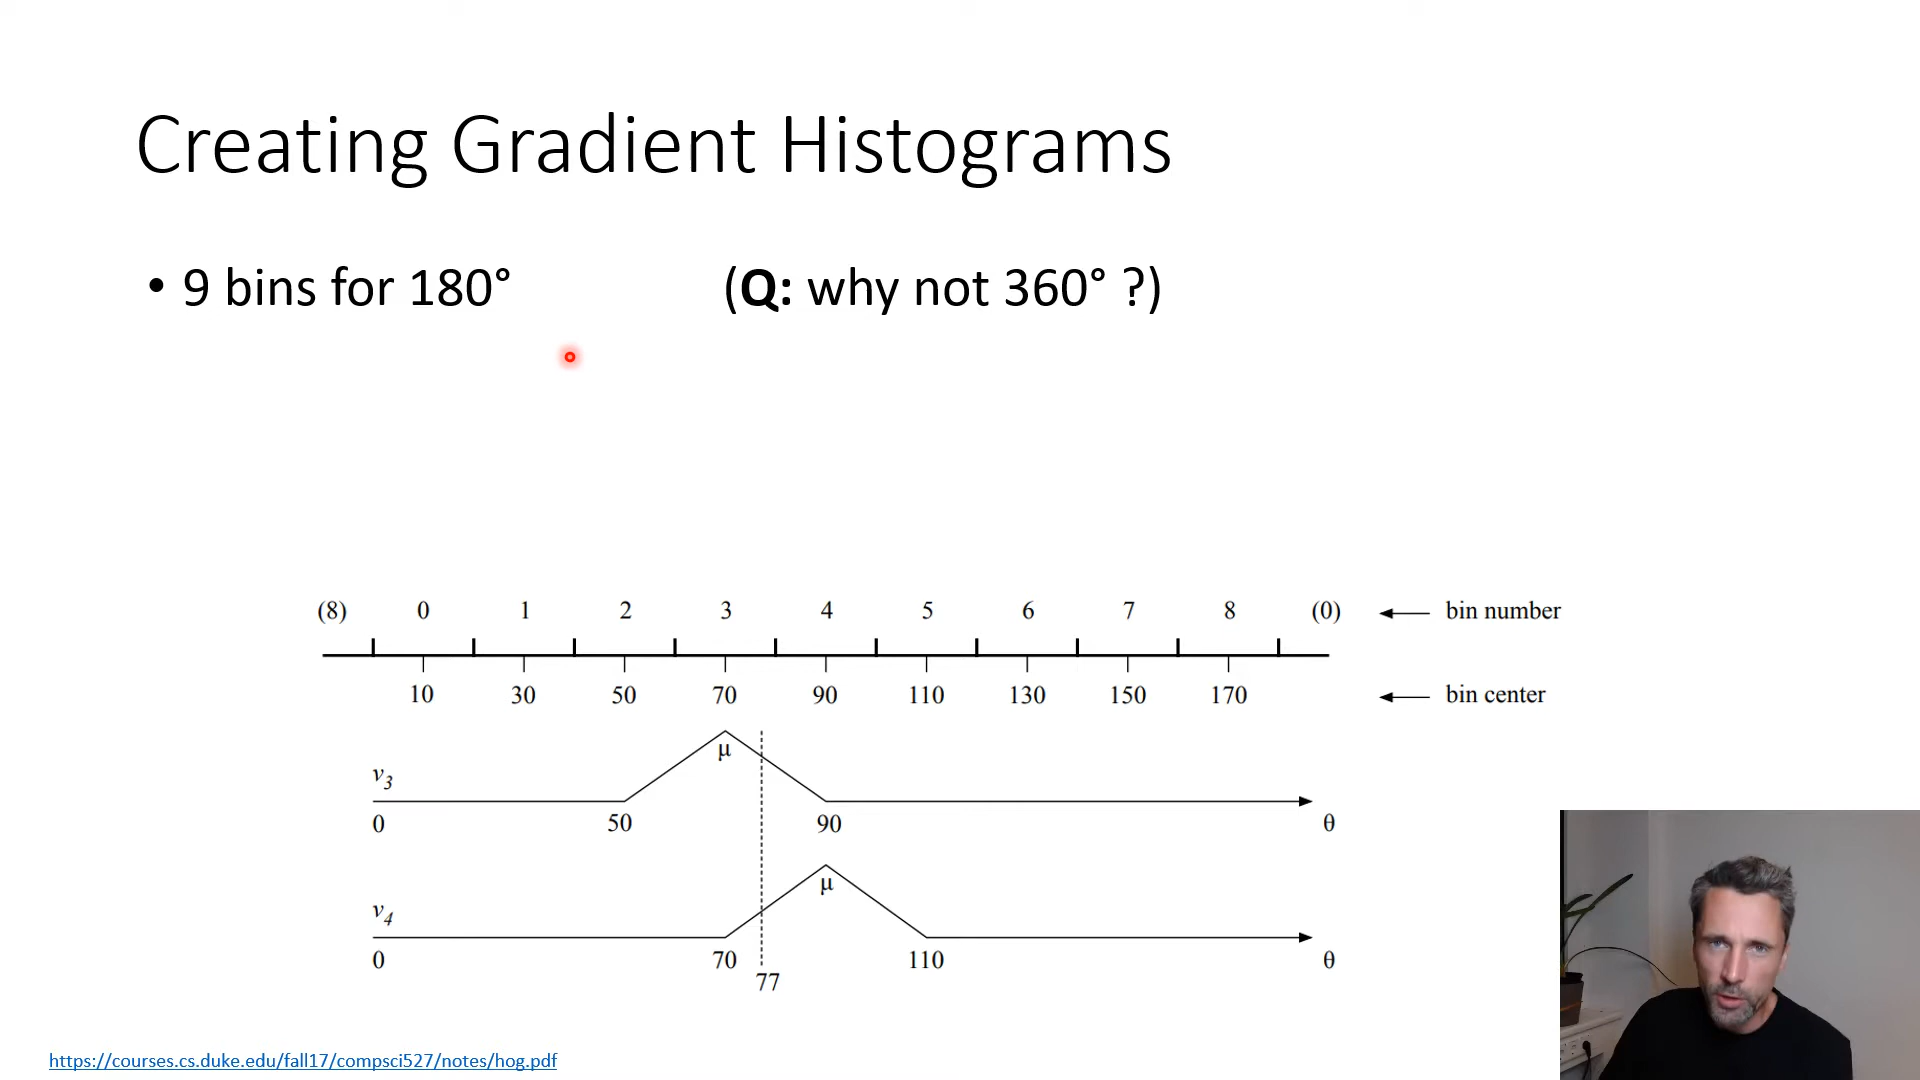 Creating Gradient Histograms
• 9 bins for 180° (Q: why not 360° ?)
(8) 0 1 2 3 4 5 6 7 8 (0) bin number
10 30 50 70 90 110 130 150 170 bin center
μ
v3
0 50 90 θ
μ
v4
0 70 110 θ
77
https://courses.cs.duke.edu/fall17/compsci527/notes/hog.pdf